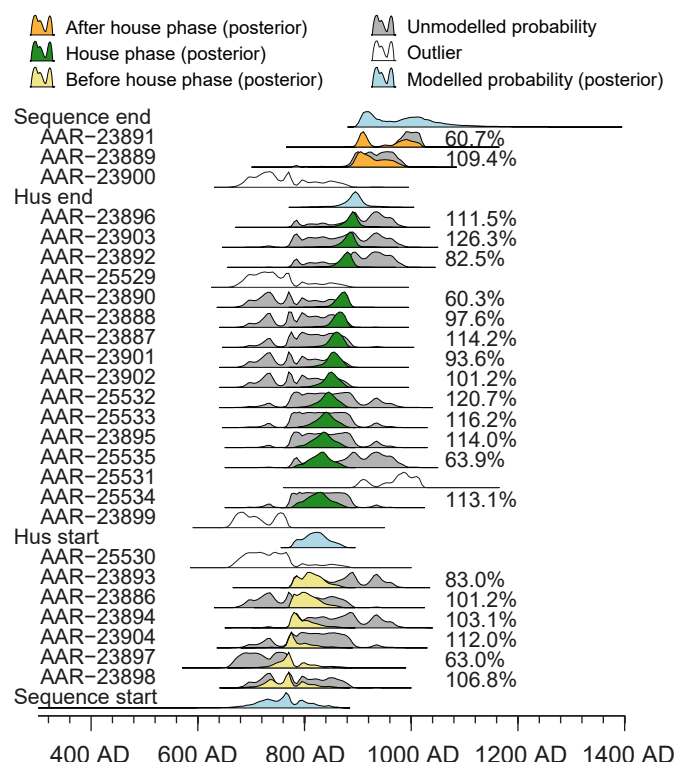 After house phase (posterior) Unmodelled probability
House phase (posterior) Outlier
Before house phase (posterior) Modelled probability (posterior)
Sequence end
AAR−23891 60.7%
AAR−23889 109.4%
AAR−23900
Hus end
AAR−23896 111.5%
AAR−23903 126.3%
AAR−23892 82.5%
AAR−25529
AAR−23890 60.3%
AAR−23888 97.6%
AAR−23887 114.2%
AAR−23901 93.6%
AAR−23902 101.2%
AAR−25532 120.7%
AAR−25533 116.2%
AAR−23895 114.0%
AAR−25535 63.9%
AAR−25531
AAR−25534 113.1%
AAR−23899
Hus start
AAR−25530
AAR−23893 83.0%
AAR−23886 101.2%
AAR−23894 103.1%
AAR−23904 112.0%
AAR−23897 63.0%
AAR−23898 106.8%
Sequence start
400 AD 600 AD 800 AD 1000 AD 1200 AD 1400 AD